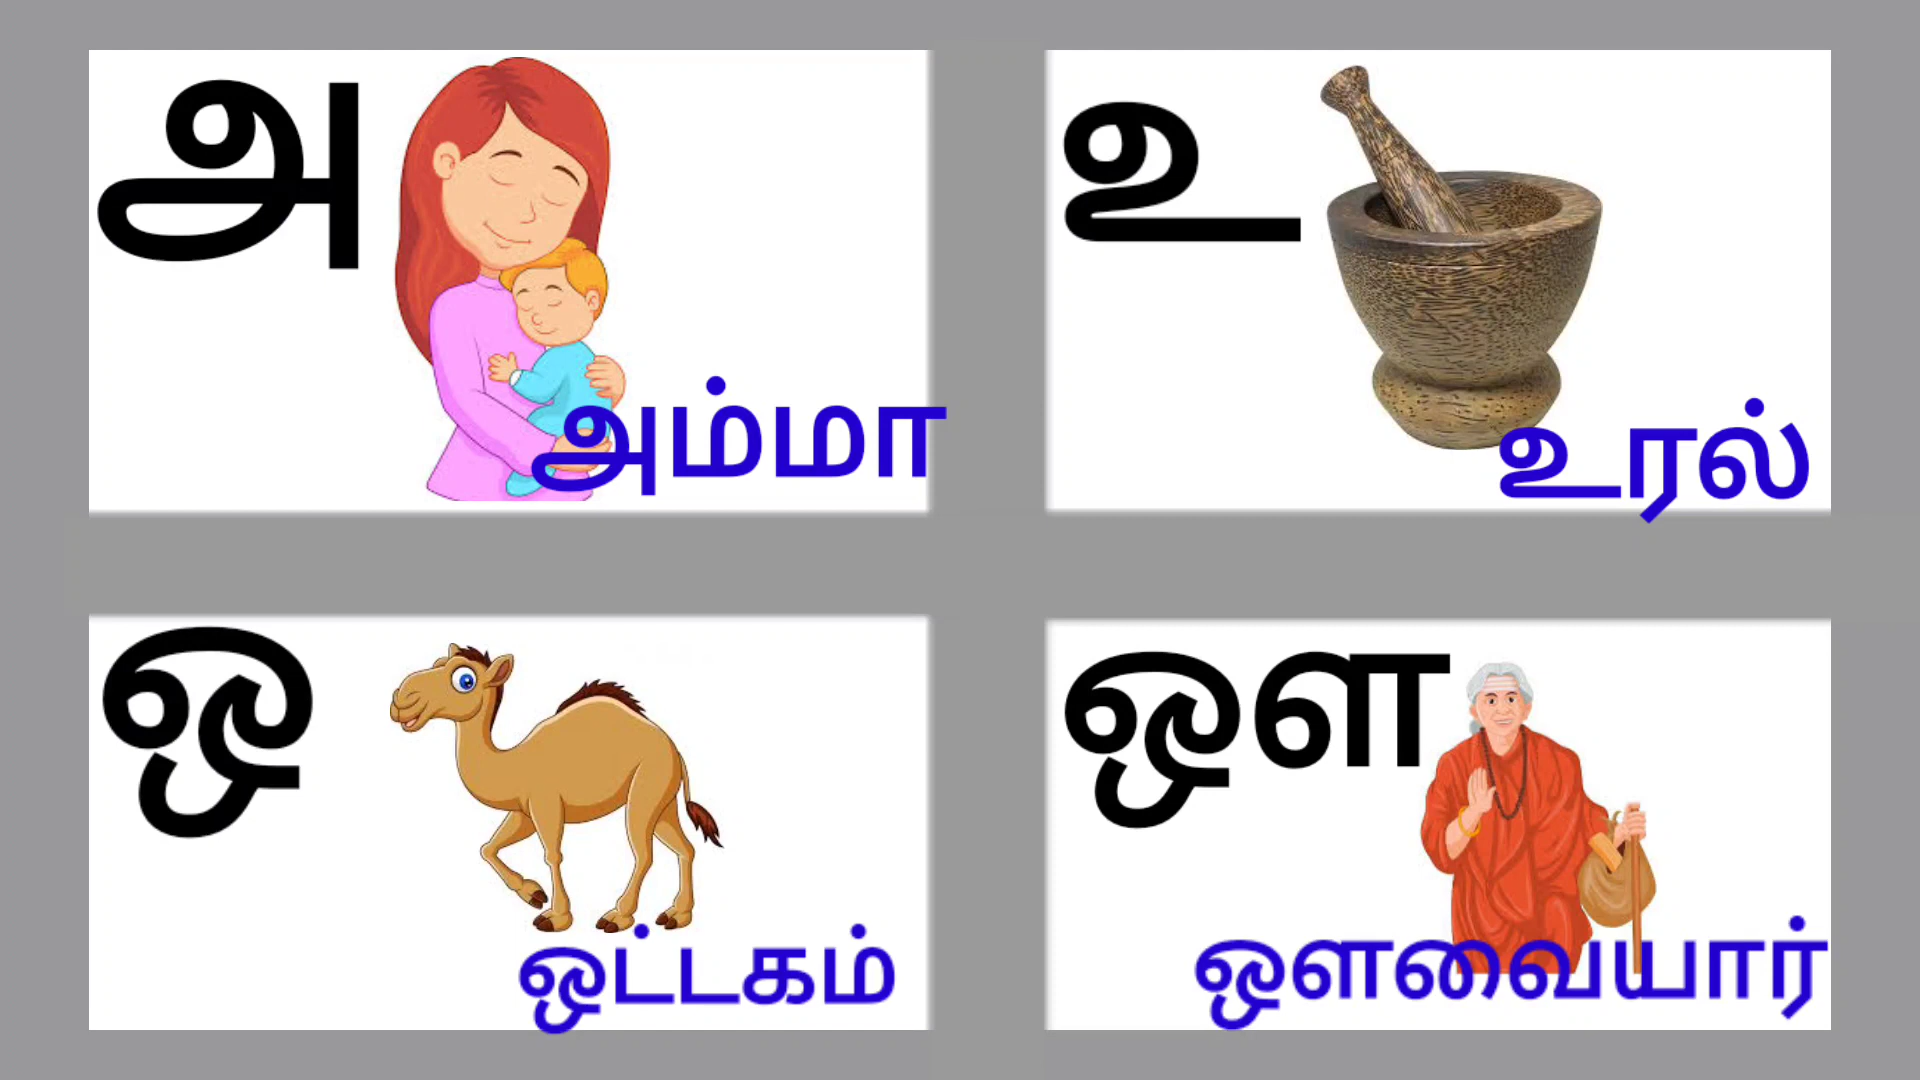 அ
அம்மா
உ
உரல்
ஒ
ஒட்டகம்
ஔ
ஔவையார்